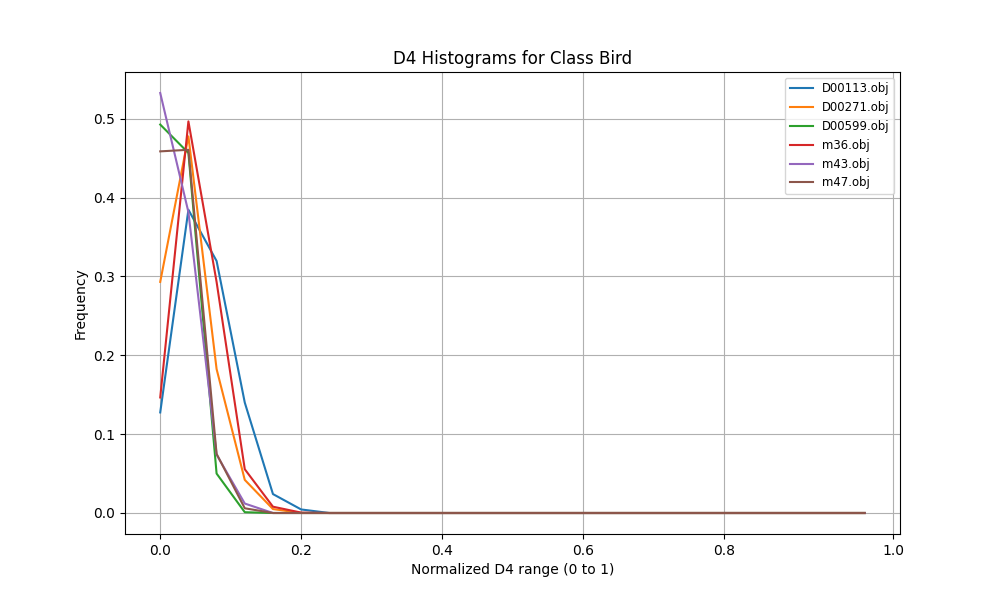 D4 Histograms for Class Bird
D00113.obj
D00271.obj
D00599.obj
m36.obj
m43.obj
m47.obj
Frequency
0.5
0.4
0.3
0.2
0.1
0.0
0.0 0.2 0.4 0.6 0.8 1.0
Normalized D4 range (0 to 1)